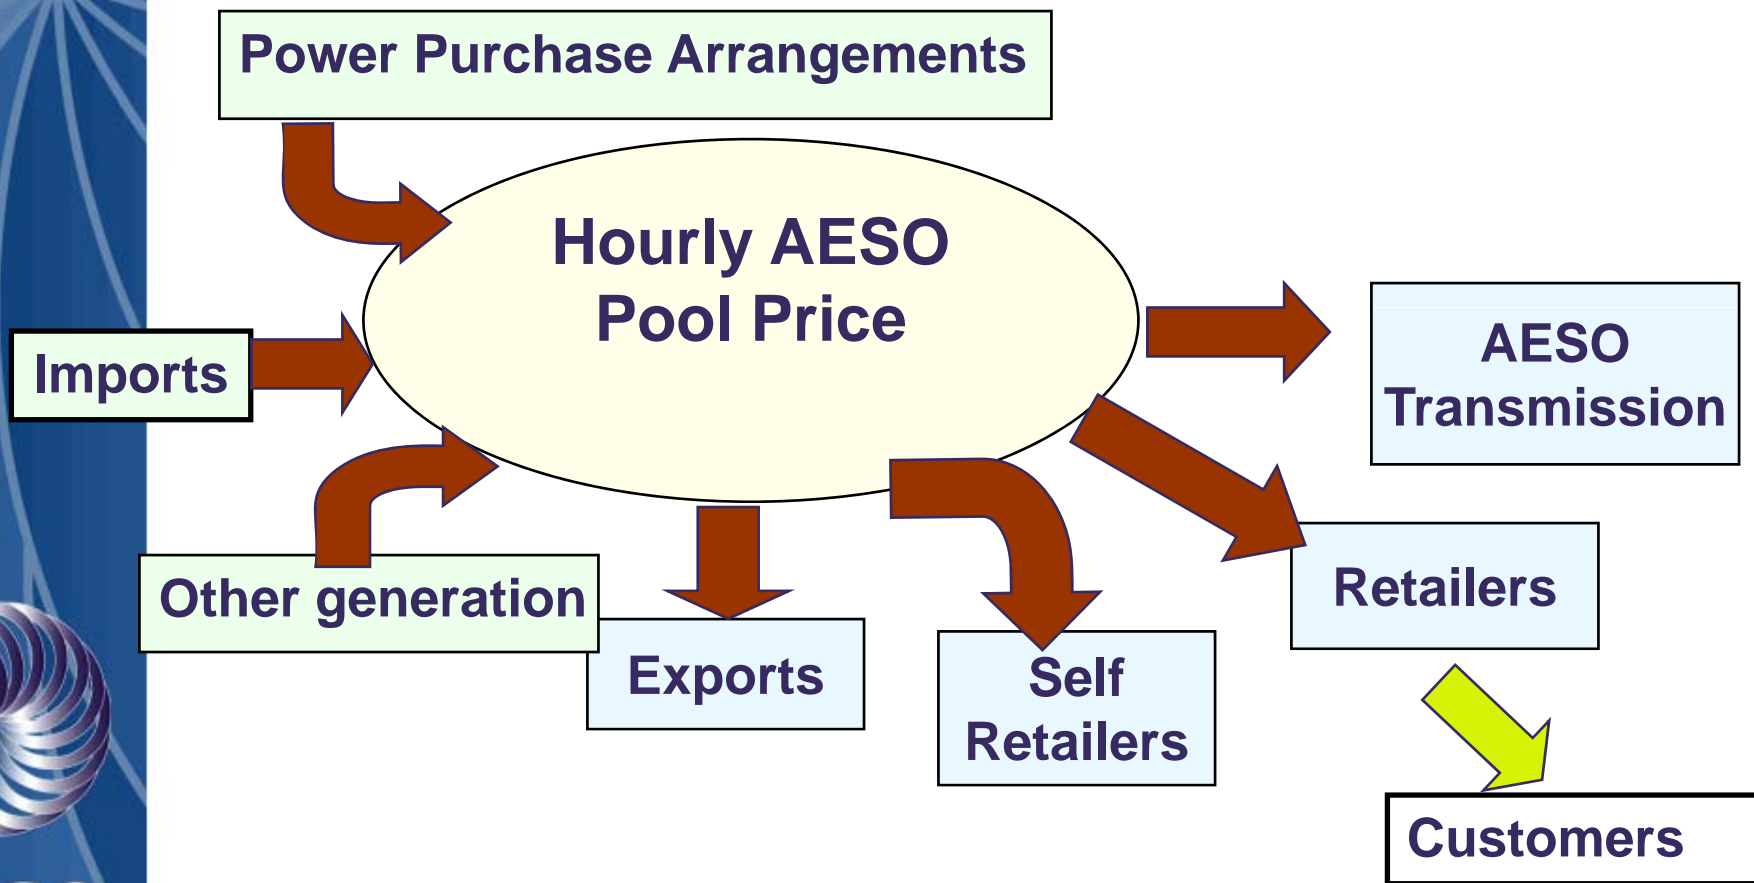 Power Purchase Arrangements
Hourly AESO
Pool Price
Imports
AESO
Transmission
Other generation
Retailers
Exports
Self
Retailers
Customers